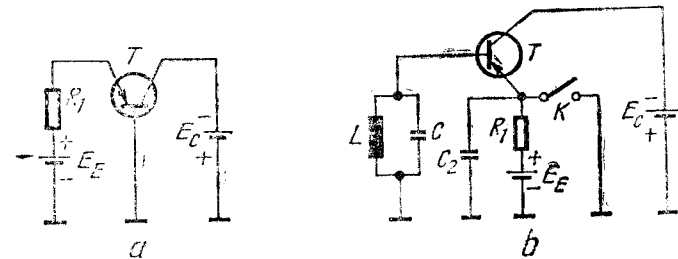 T
R1
+
EE
-
-
EC
+
a
T
L
C
C2
R1
+
EE
-
K
-
EC
+
b